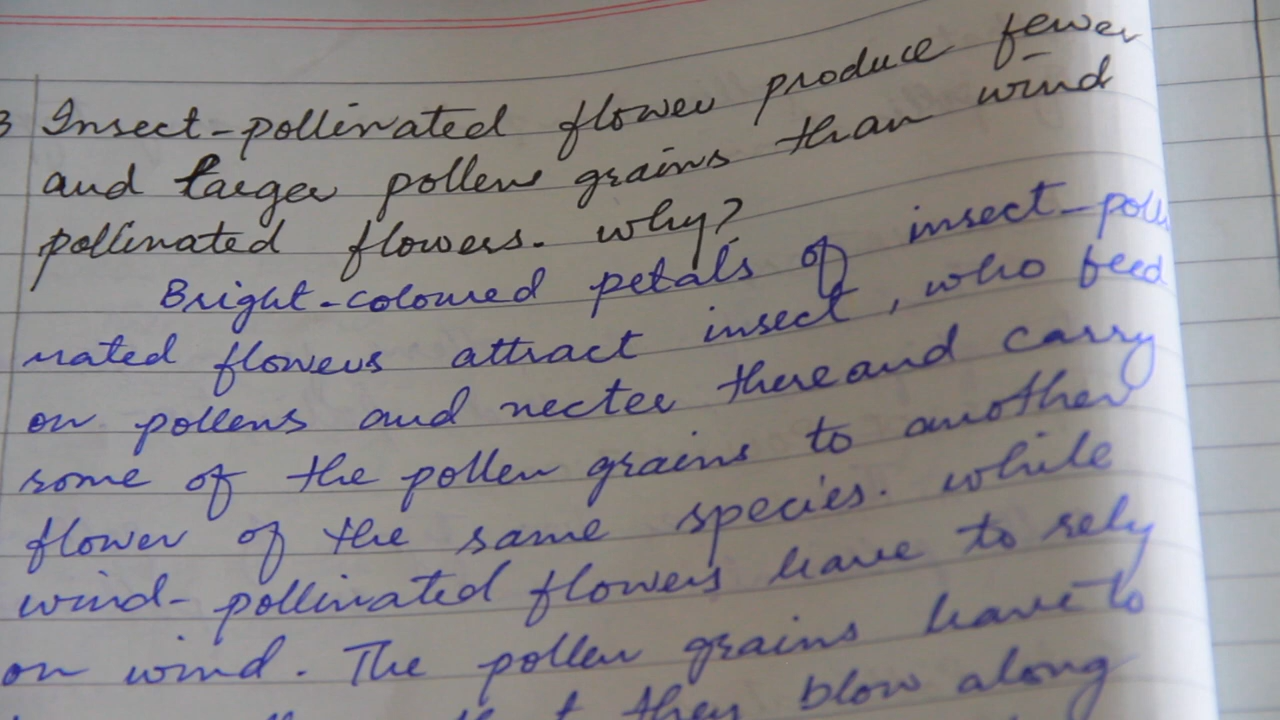 3 Insect-pollinated flower produce fewer
and larger pollens grains than wind
pollinated flowers. why?
Bright-coloured petals of insect-polli
nated flowers attract insect, who feed
on pollens and necter there and carry
some of the pollen grains to another
flower of the same species. while
wind-pollinated flowers have to rely
on wind. The pollen grains have to
they blow along